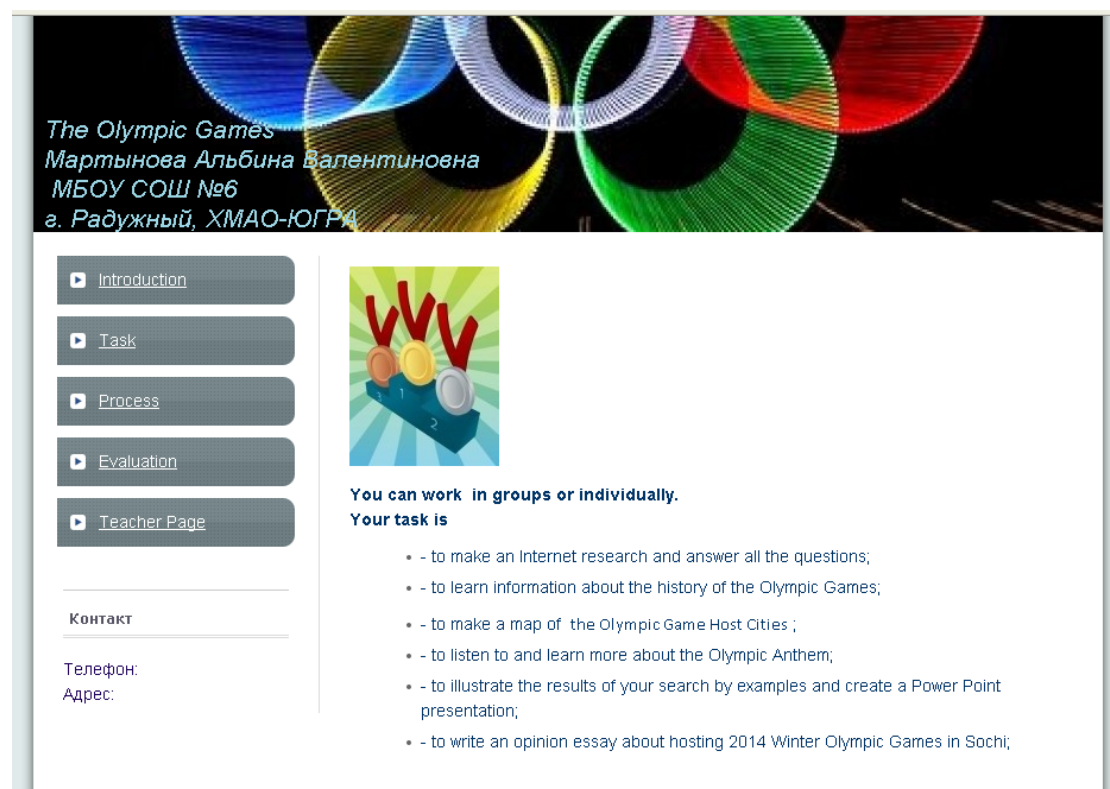 The Olympic Games
Мартынова Альбина Валентиновна
МБОУ СОШ №6
г. Радужный, ХМАО-ЮГРА
Introduction
Task
Process
Evaluation
Teacher Page
Контакт
Телефон:
Адрес:
3 1 2
You can work in groups or individually.
Your task is
- to make an Internet research and answer all the questions;
- to learn information about the history of the Olympic Games;
- to make a map of the Olympic Game Host Cities ;
- to listen to and learn more about the Olympic Anthem;
- to illustrate the results of your search by examples and create a Power Point
presentation;
- to write an opinion essay about hosting 2014 Winter Olympic Games in Sochi;